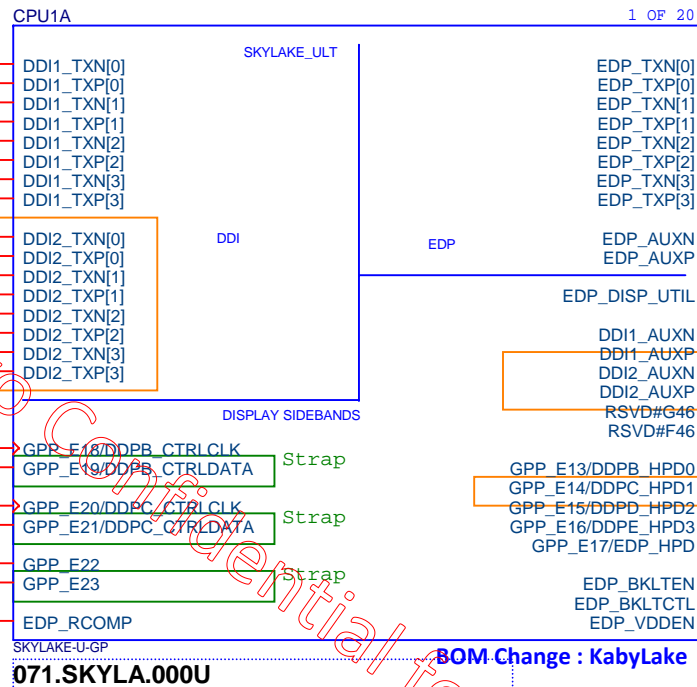 CPU1A
1 OF 20
SKYLAKE_ULT
DDI1_TXN[0]
DDI1_TXP[0]
DDI1_TXN[1]
DDI1_TXP[1]
DDI1_TXN[2]
DDI1_TXP[2]
DDI1_TXN[3]
DDI1_TXP[3]
DDI2_TXN[0]
DDI2_TXP[0]
DDI2_TXN[1]
DDI2_TXP[1]
DDI2_TXN[2]
DDI2_TXP[2]
DDI2_TXN[3]
DDI2_TXP[3]
DDI
EDP
EDP_TXN[0]
EDP_TXP[0]
EDP_TXN[1]
EDP_TXP[1]
EDP_TXN[2]
EDP_TXP[2]
EDP_TXN[3]
EDP_TXP[3]
EDP_AUXN
EDP_AUXP
EDP_DISP_UTIL
DDI1_AUXN
DDI1_AUXP
DDI2_AUXN
DDI2_AUXP
RSVD#G46
RSVD#F46
DISPLAY SIDEBANDS
GPP_E18/DDPB_CTRLCLK
GPP_E19/DDPB_CTRLDATA
Strap
GPP_E20/DDPC_CTRLCLK
GPP_E21/DDPC_CTRLDATA
Strap
GPP_E22
GPP_E23
Strap
EDP_RCOMP
GPP_E13/DDPB_HPD0
GPP_E14/DDPC_HPD1
GPP_E15/DDPD_HPD2
GPP_E16/DDPE_HPD3
GPP_E17/EDP_HPD
EDP_BKLTEN
EDP_BKLTCTL
EDP_VDDEN
SKYLAKE-U-GP
BOM Change : KabyLake
071.SKYLA.000U
Confidential